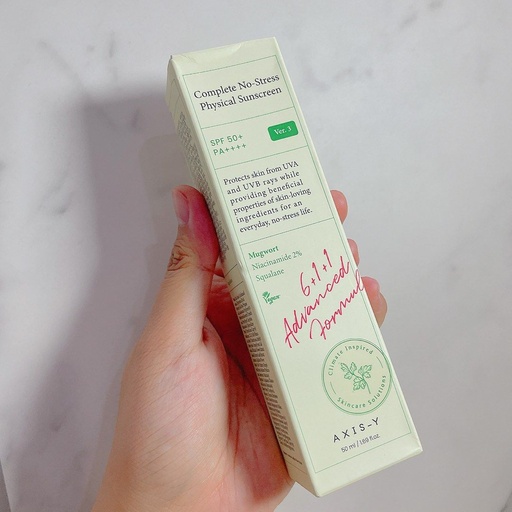 Complete No-Stress
Physical Sunscreen
SPF 50+
PA++++
Ver. 3
Protects skin from UVA
and UVB rays while
providing beneficial
properties of skin-loving
ingredients for an
everyday, no-stress life.
Mugwort
Niacinamide 2%
Squalane
Vegan
6+1+1
Advanced
Formula
Climate Inspired
Skincare Solutions
AXIS-Y
50 ml / 1.69 fl.oz.